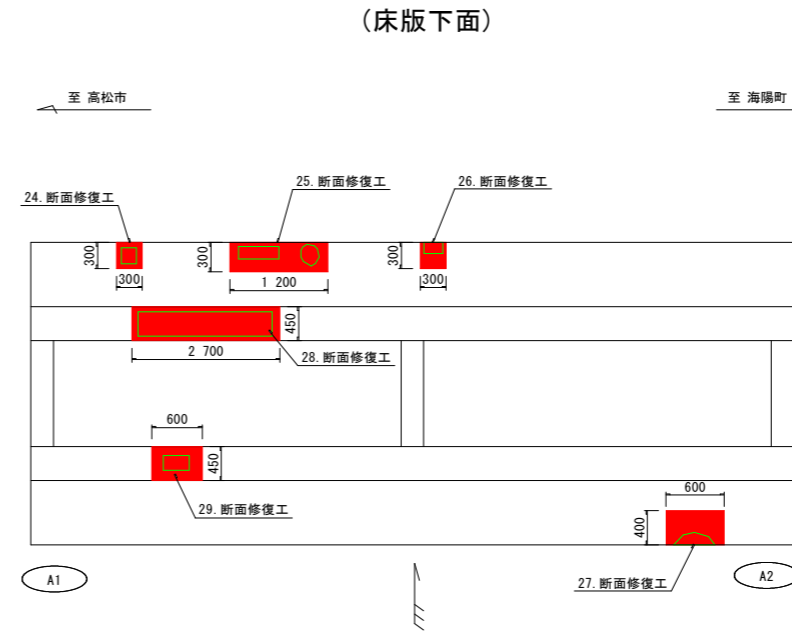 (床版下面)
至 高松市
至 海陽町
24.断面修復工
25.断面修復工
26.断面修復工
300
300
300
300
1 200
300
450
2 700
28.断面修復工
600
450
29.断面修復工
600
400
27.断面修復工
A1
A2